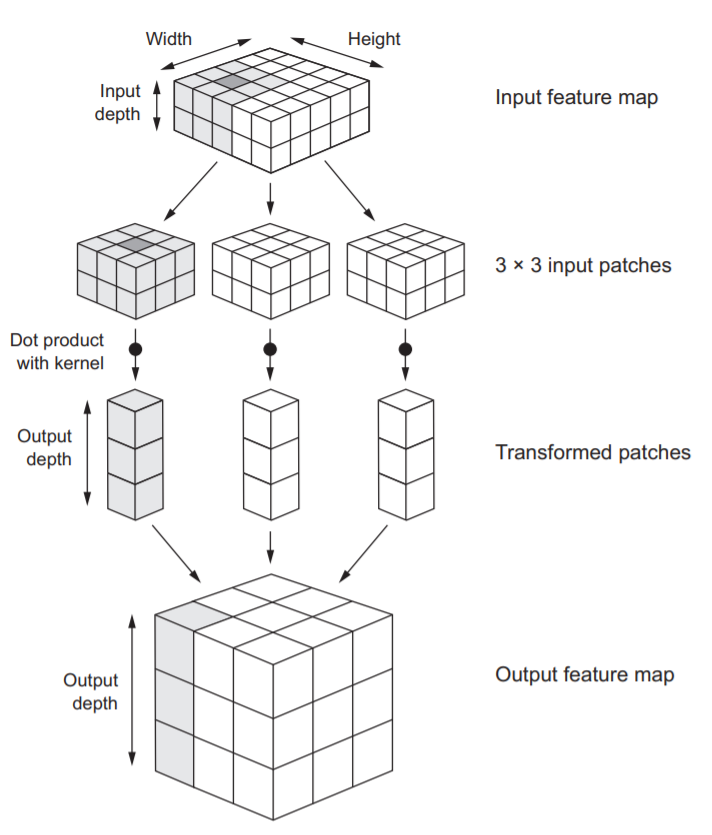 Width
Height
Input
depth
Input feature map
3 × 3 input patches
Dot product
with kernel
Output
depth
Transformed patches
Output
depth
Output feature map